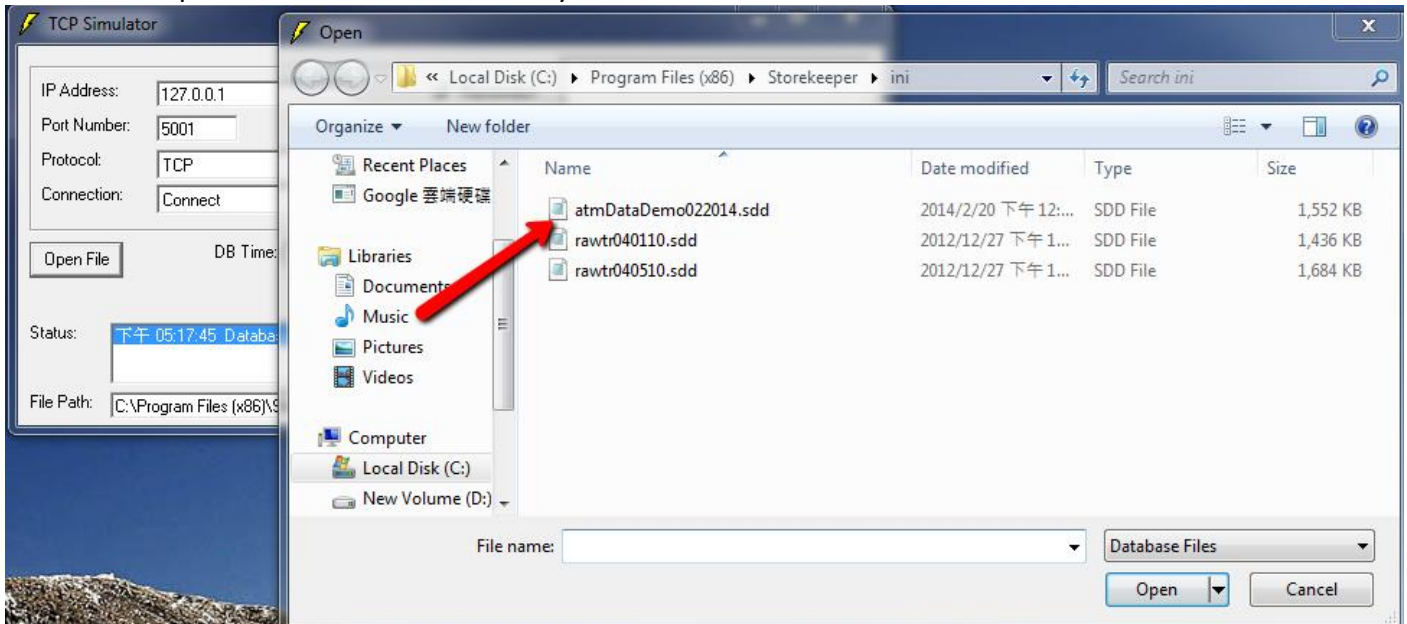 TCP Simulator
IP Address: 127.0.0.1
Port Number: 5001
Protocol: TCP
Connection: Connect
Open File
DB Time:
Status: 下午 05:17:45 Databa
File Path: C:\Program Files (x86)\S
Open
« Local Disk (C:) Program Files (x86) Storekeeper ini
Search ini
Organize New folder
Recent Places
Google 雲端硬碟
Libraries
Documents
Music
Pictures
Videos
Computer
Local Disk (C:)
New Volume (D:)
Name Date modified Type Size
atmDataDemo022014.sdd 2014/2/20 下午 12:... SDD File 1,552 KB
rawtr040110.sdd 2012/12/27 下午 1... SDD File 1,436 KB
rawtr040510.sdd 2012/12/27 下午 1... SDD File 1,684 KB
File name: Database Files
Open Cancel